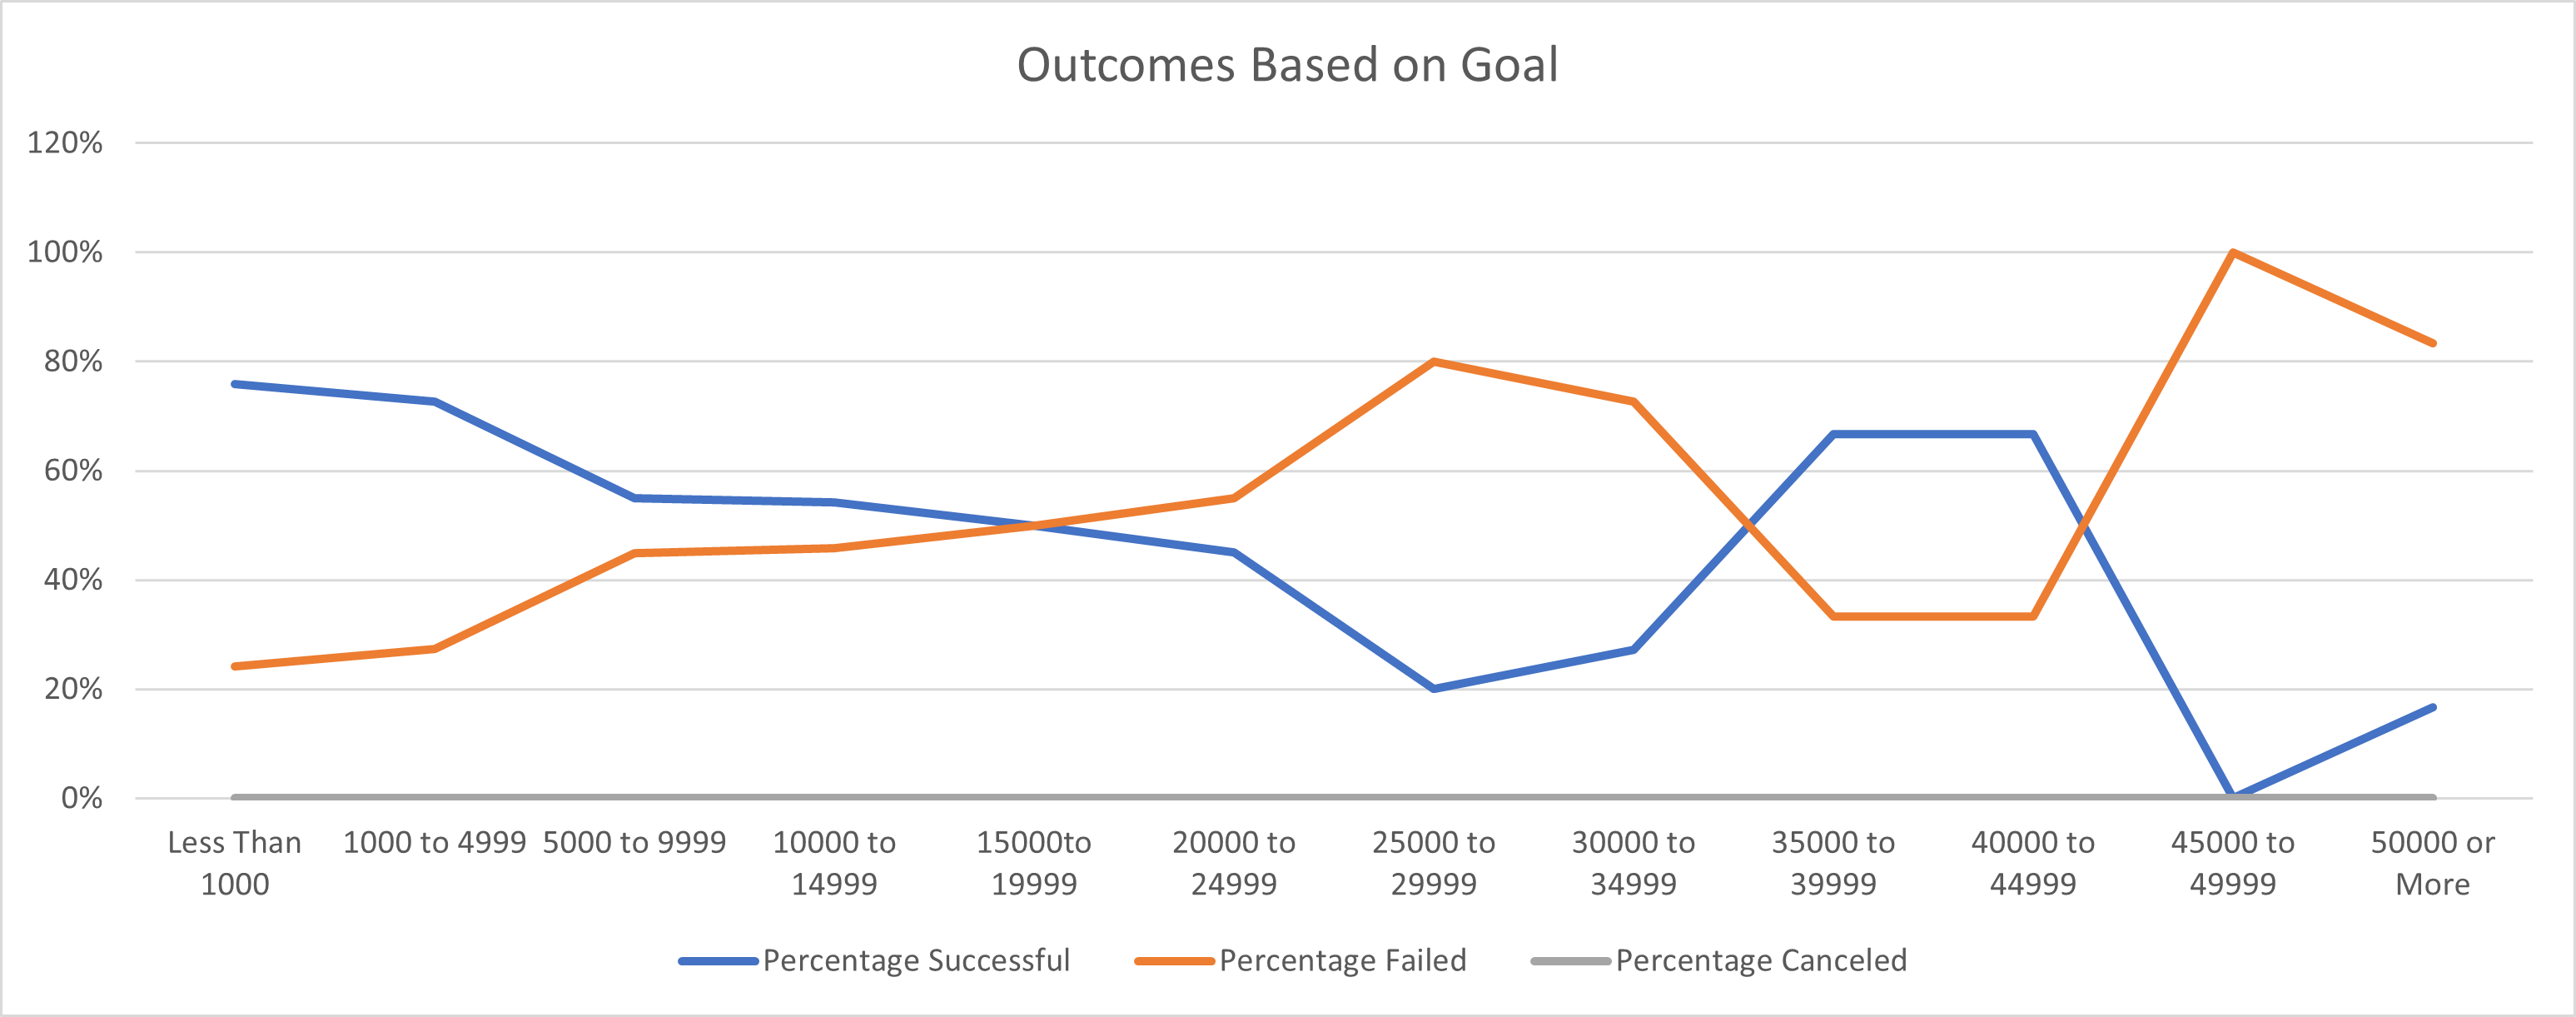 Outcomes Based on Goal
120%
100%
80%
60%
40%
20%
0%
Less Than
1000
1000 to 4999
5000 to 9999
10000 to
14999
15000to
19999
20000 to
24999
25000 to
29999
30000 to
34999
35000 to
39999
40000 to
44999
45000 to
49999
50000 or
More
Percentage Successful
Percentage Failed
Percentage Canceled